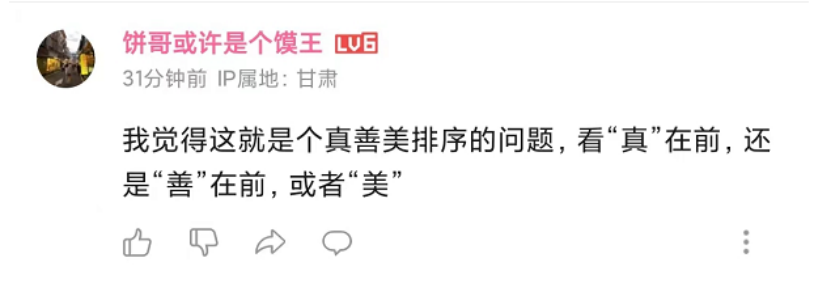 饼哥或许是个馍王 LV6
31分钟前 IP属地：甘肃
我觉得这就是个真善美排序的问题，看“真”在前，还
是“善”在前，或者“美”